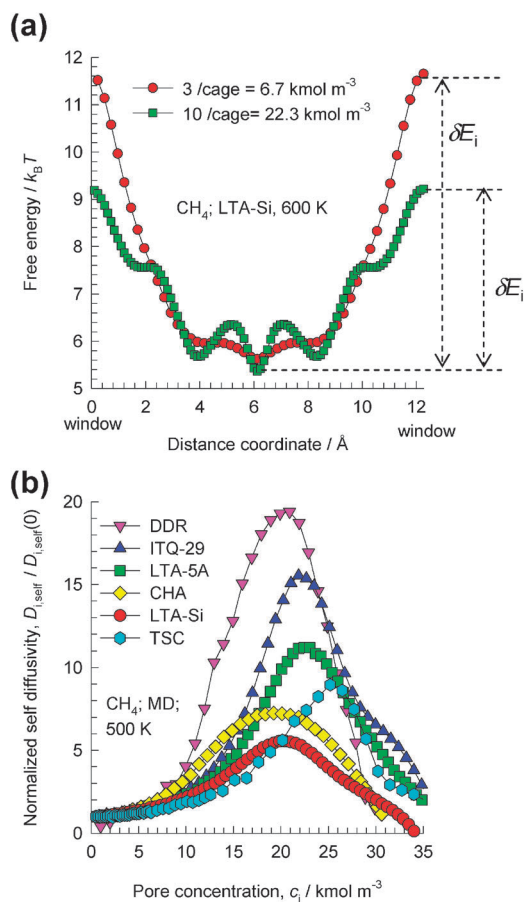 (a)
12
11
10
9
8
7
6
5
Free energy / k_BT
3 /cage = 6.7 kmol m⁻³
10 /cage= 22.3 kmol m⁻³
CH₄; LTA-Si, 600 K
δE_i
δE_i
0 2 4 6 8 10 12
window window
Distance coordinate / Å
(b)
20
15
10
5
0
Normalized self diffusivity, D_i,self / D_i,self(0)
DDR
ITQ-29
LTA-5A
CHA
LTA-Si
TSC
CH₄; MD;
500 K
0 5 10 15 20 25 30 35
Pore concentration, c_i / kmol m⁻³